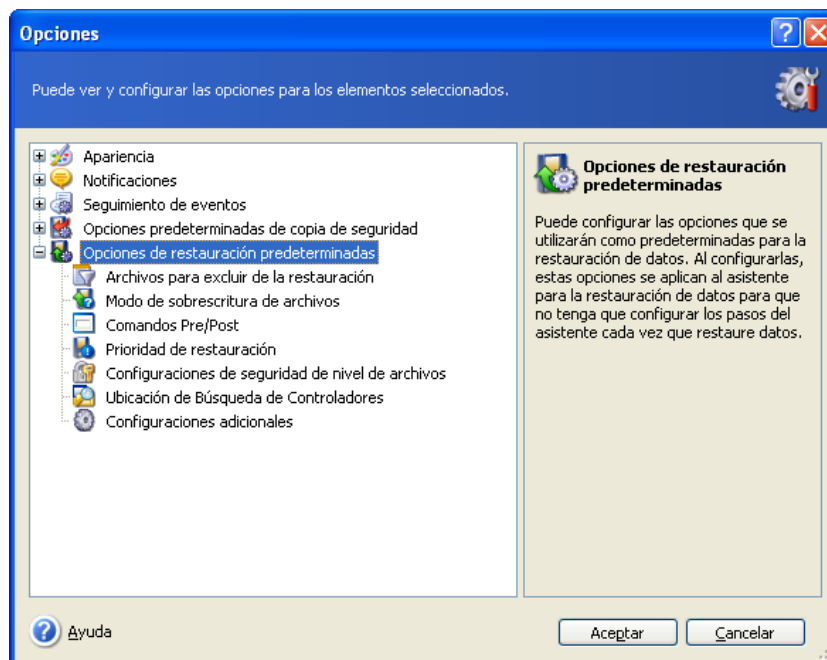 Opciones
Puede ver y configurar las opciones para los elementos seleccionados.
Apariencia
Notificaciones
Seguimiento de eventos
Opciones predeterminadas de copia de seguridad
Opciones de restauración predeterminadas
Archivos para excluir de la restauración
Modo de sobrescritura de archivos
Comandos Pre/Post
Prioridad de restauración
Configuraciones de seguridad de nivel de archivos
Ubicación de Búsqueda de Controladores
Configuraciones adicionales
Opciones de restauración
predeterminadas
Puede configurar las opciones que se
utilizarán como predeterminadas para la
restauración de datos. Al configurarlas,
estas opciones se aplican al asistente
para la restauración de datos para que
no tenga que configurar los pasos del
asistente cada vez que restaure datos.
Ayuda
Aceptar
Cancelar